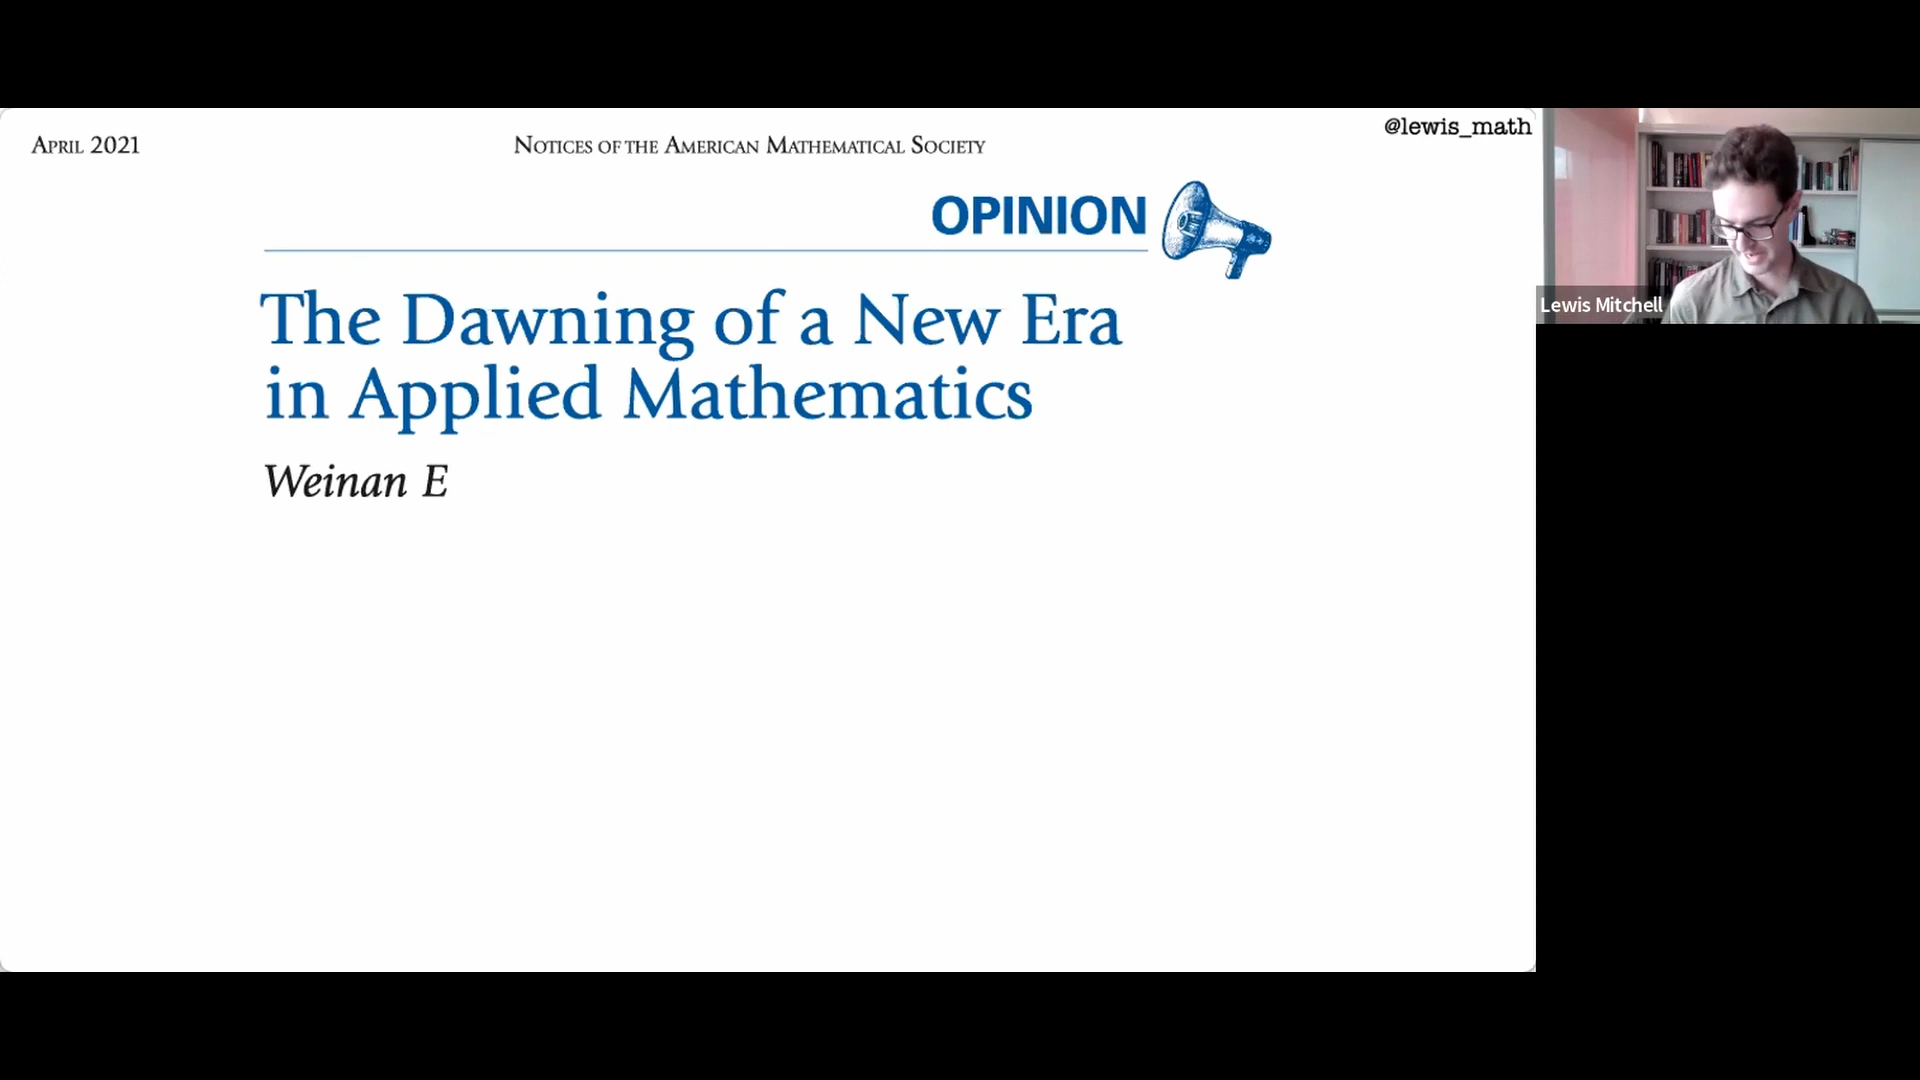 April 2021
Notices of the American Mathematical Society
@lewis_math
OPINION
The Dawning of a New Era
in Applied Mathematics
Weinan E
Lewis Mitchell